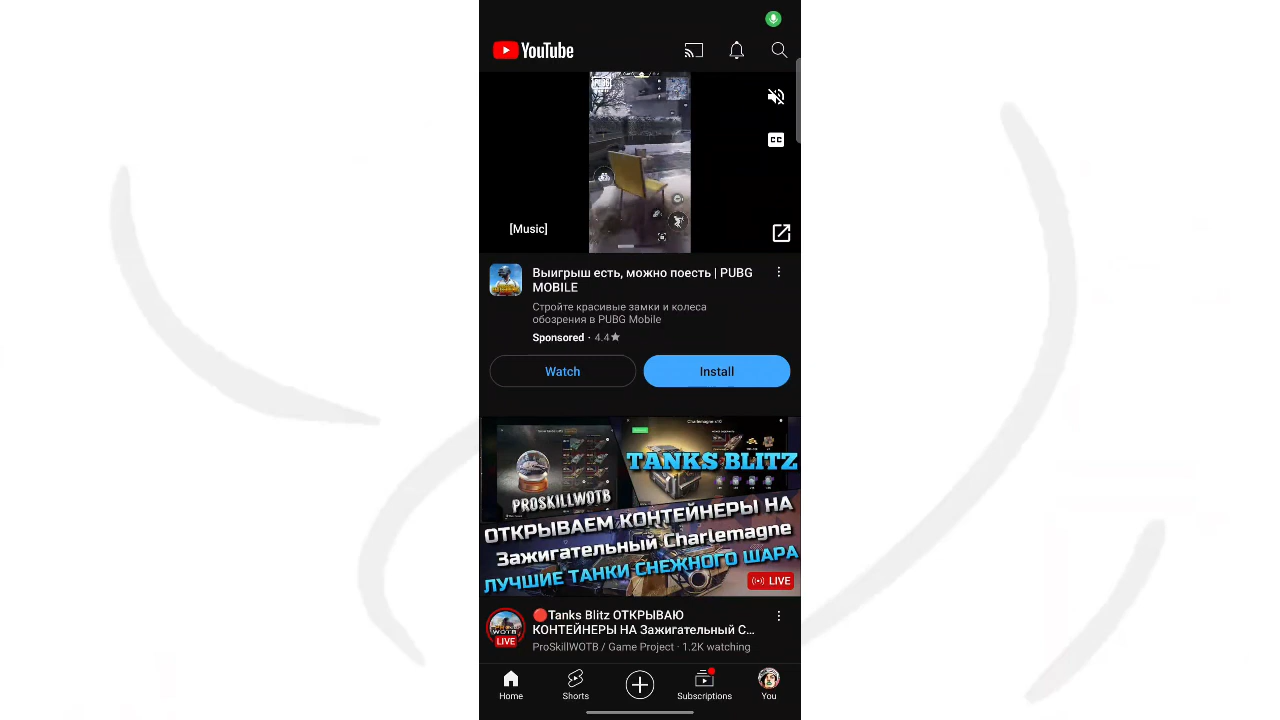 YouTube
CC
[Music]
Выигрыш есть, можно поесть | PUBG
MOBILE
Стройте красивые замки и колеса
обозрения в PUBG Mobile
Sponsored · 4.4★
Watch
Install
TANKS BLITZ
PROSKILLWOTB
ОТКРЫВАЕМ КОНТЕЙНЕРЫ НА
Зажигательный Charlemagne
ЛУЧШИЕ ТАНКИ СНЕЖНОГО ШАРА
LIVE
🔴Tanks Blitz ОТКРЫВАЮ
КОНТЕЙНЕРЫ НА Зажигательный С...
LIVE
ProSkillWOTB / Game Project · 1.2K watching
Home
Shorts
Subscriptions
You